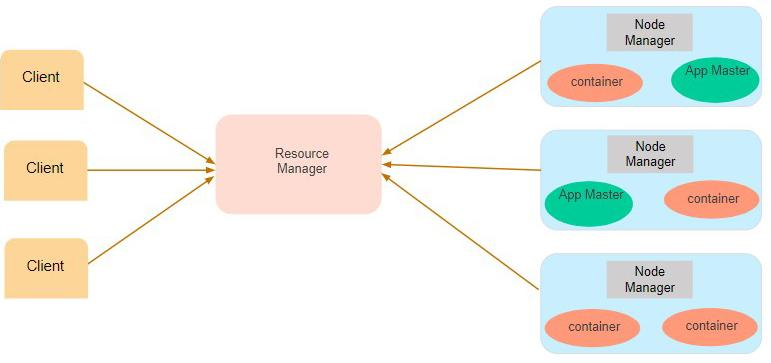 Client
Client
Client
Resource
Manager
Node
Manager
container
App Master
Node
Manager
App Master
container
Node
Manager
container
container